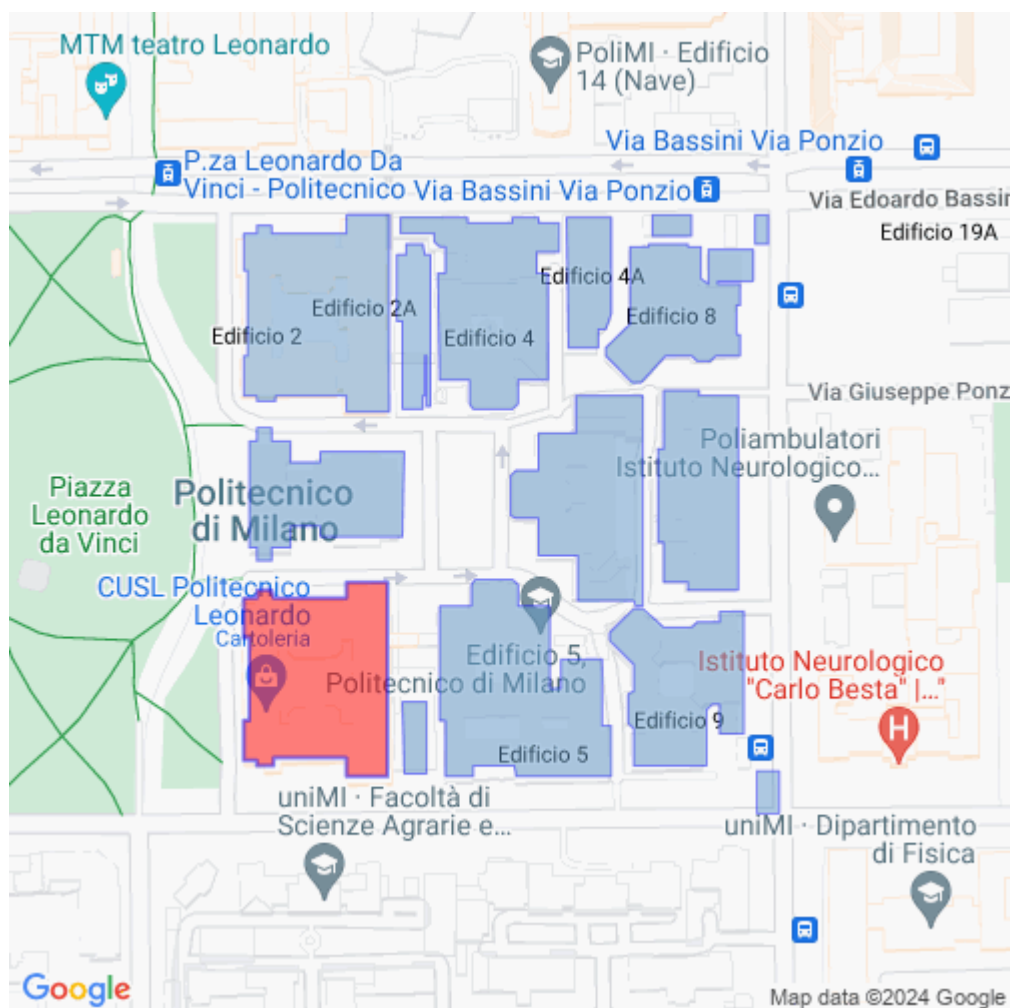 MTM teatro Leonardo
PoliMI · Edificio
14 (Nave)
P.za Leonardo Da
Vinci - Politecnico
Via Bassini Via Ponzio
Via Bassini Via Ponzio
Via Edoardo Bassin
Edificio 19A
Edificio 2A
Edificio 4A
Edificio 8
Edificio 2
Edificio 4
Via Giuseppe Ponz
Poliambulatori
Istituto Neurologico...
Piazza
Leonardo
da Vinci
Politecnico
di Milano
CUSL Politecnico
Leonardo
Cartoleria
Edificio 5,
Politecnico di Milano
Istituto Neurologico
"Carlo Besta" |..."
H
Edificio 9
Edificio 5
uniMI · Facoltà di
Scienze Agrarie e...
uniMI · Dipartimento
di Fisica
Google
Map data ©2024 Google